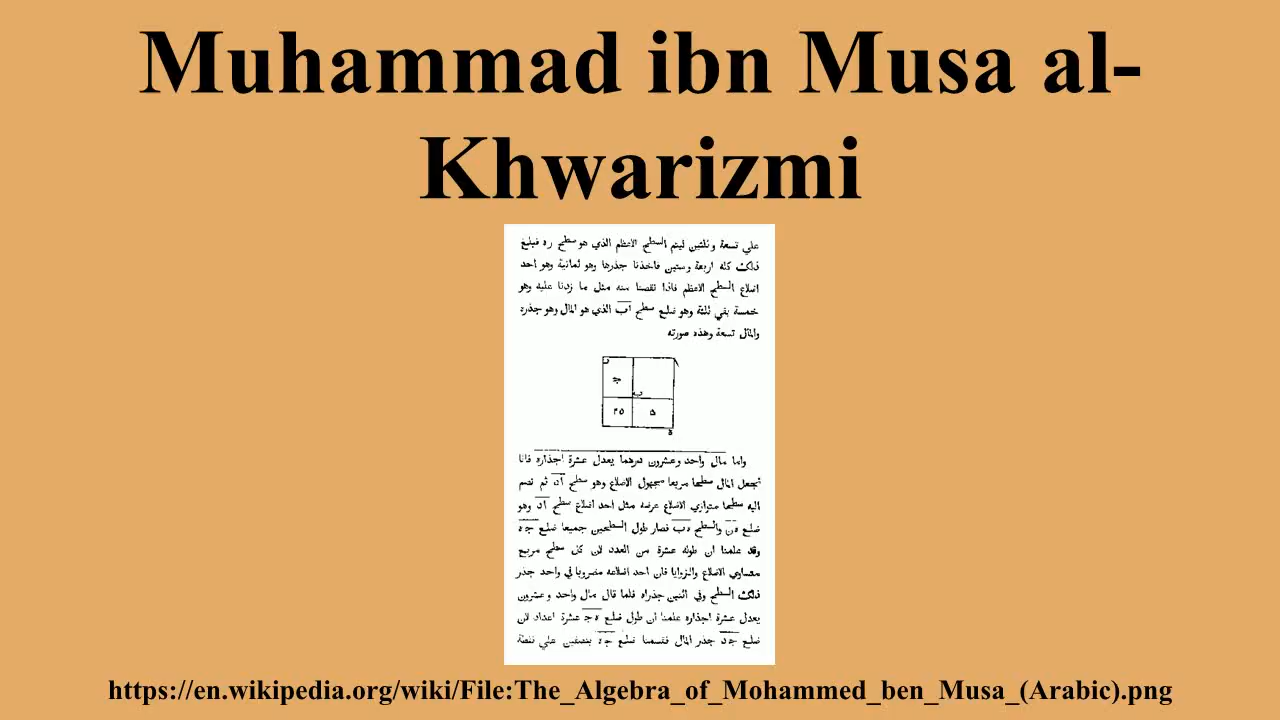 Muhammad ibn Musa al-
Khwarizmi
علي تسعة وثلثين ليتم السطح الاعظم الذي هو سطح ره فبلغ
ذلك كله اربعة وستين فاخذنا جذرها وهو ثمانية وهو احد
اضلاع السطح الاعظم فاذا نقصنا منه مثل ما زدنا عليه وهو
خمسة بقي ثلثة وهو ضلع سطح اب الذي هو المال وهو جذره
والمال تسعة وهذه صورته
ج
ب
٢٥
ه
واما مال واحد وعشرون درهما يعدل عشرة اجذاره فانا
نجعل المال سطحا مربعا مجهول الاضلاع وهو سطح اد ثم نضم
اليه سطحا متوازي الاضلاع عرضه مثل احد اضلاع سطح اد وهو
ضلع هن والسطح هب فصار طول السطحين جميعا ضلع جه
وقد علمنا ان طوله عشرة من العدد لان كل سطح مربع
متساوي الاضلاع والزوايا فان احد اضلاعه مضروبا في واحد جذر
ذلك السطح وفي اثنين جذراه فلما قال مال واحد وعشرون
يعدل عشرة اجذاره علمنا ان طول ضلع هج عشرة اعداد لان
ضلع جد جذر المال فقسمنا ضلع جه بنصفين علي نقطة
https://en.wikipedia.org/wiki/File:The_Algebra_of_Mohammed_ben_Musa_(Arabic).png